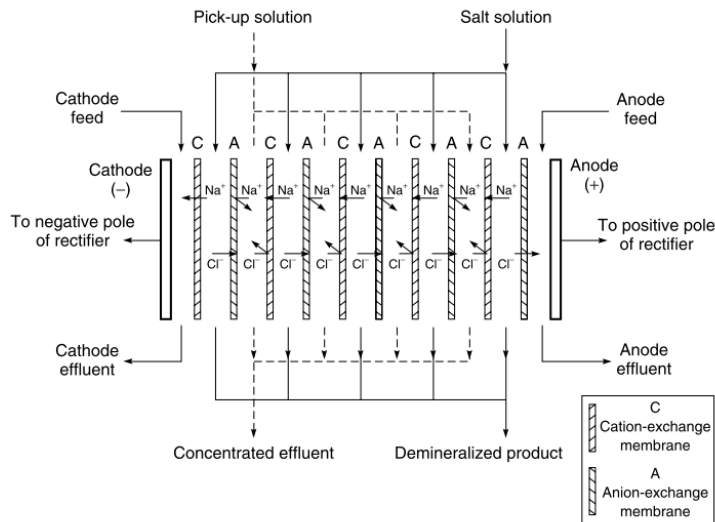 Pick-up solution
Salt solution
Cathode
feed
Anode
feed
C A C A C A C A C A
Cathode
(−)
Anode
(+)
Na⁺ Na⁺ Na⁺ Na⁺ Na⁺ Na⁺ Na⁺ Na⁺ Na⁺
To negative pole
of rectifier
To positive pole
of rectifier
Cl⁻ Cl⁻ Cl⁻ Cl⁻ Cl⁻ Cl⁻ Cl⁻ Cl⁻ Cl⁻
Cathode
effluent
Anode
effluent
Concentrated effluent
Demineralized product
C
Cation-exchange
membrane
A
Anion-exchange
membrane